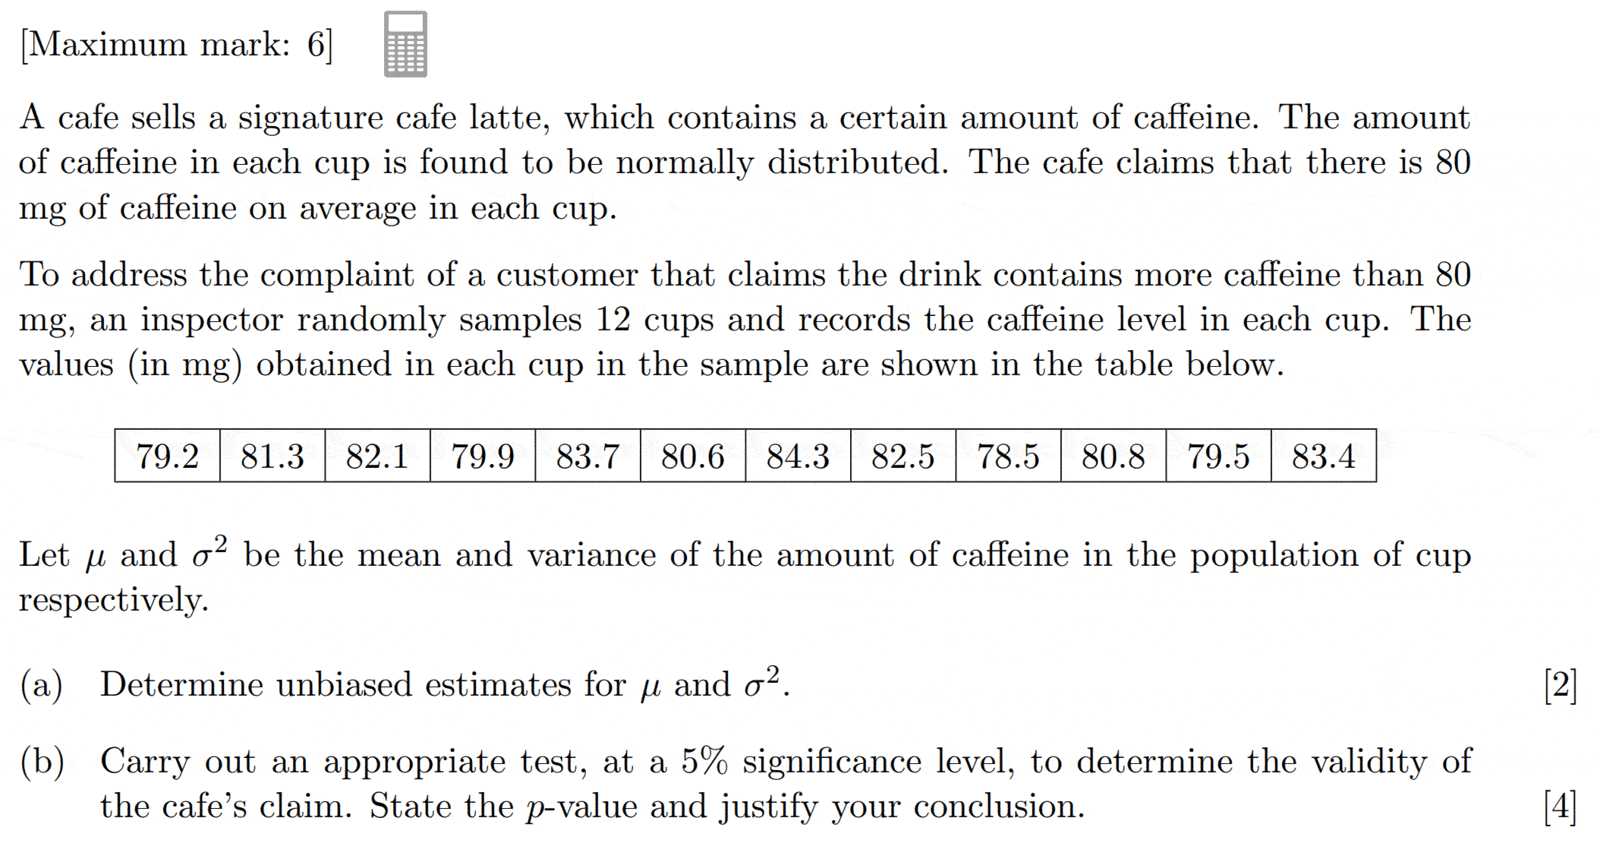 [Maximum mark: 6]
A cafe sells a signature cafe latte, which contains a certain amount of caffeine. The amount
of caffeine in each cup is found to be normally distributed. The cafe claims that there is 80
mg of caffeine on average in each cup.
To address the complaint of a customer that claims the drink contains more caffeine than 80
mg, an inspector randomly samples 12 cups and records the caffeine level in each cup. The
values (in mg) obtained in each cup in the sample are shown in the table below.
79.2 81.3 82.1 79.9 83.7 80.6 84.3 82.5 78.5 80.8 79.5 83.4
Let μ and σ² be the mean and variance of the amount of caffeine in the population of cup
respectively.
(a) Determine unbiased estimates for μ and σ². [2]
(b) Carry out an appropriate test, at a 5% significance level, to determine the validity of
the cafe's claim. State the p-value and justify your conclusion. [4]